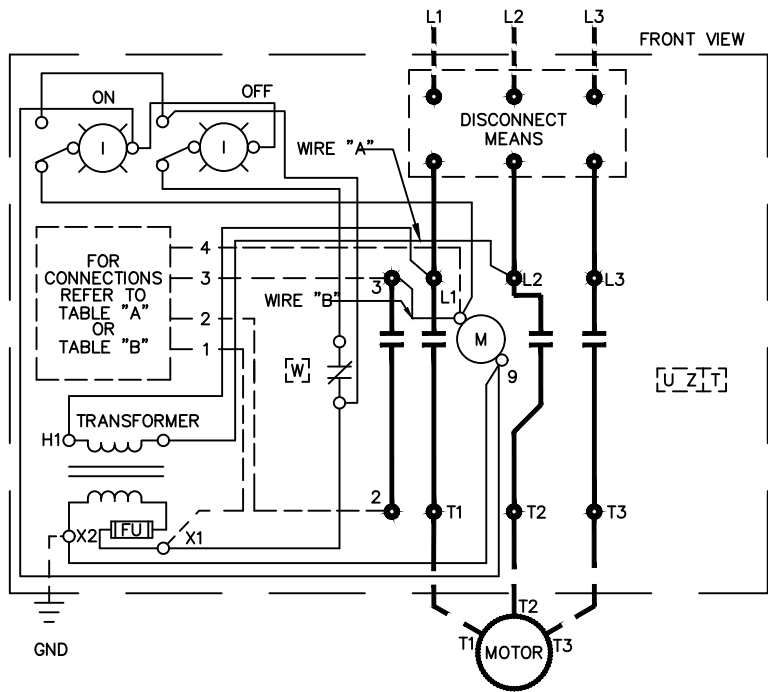 L1 L2 L3
FRONT VIEW
ON OFF
DISCONNECT
MEANS
I I
WIRE "A"
FOR
CONNECTIONS
REFER TO
TABLE "A"
OR
TABLE "B"
4
3
2
1
3 L1 L2 L3
WIRE "B"
M
9
W
U Z T
TRANSFORMER
H1
2 T1 T2 T3
FU
X2 X1
GND
T1 T2 T3
MOTOR